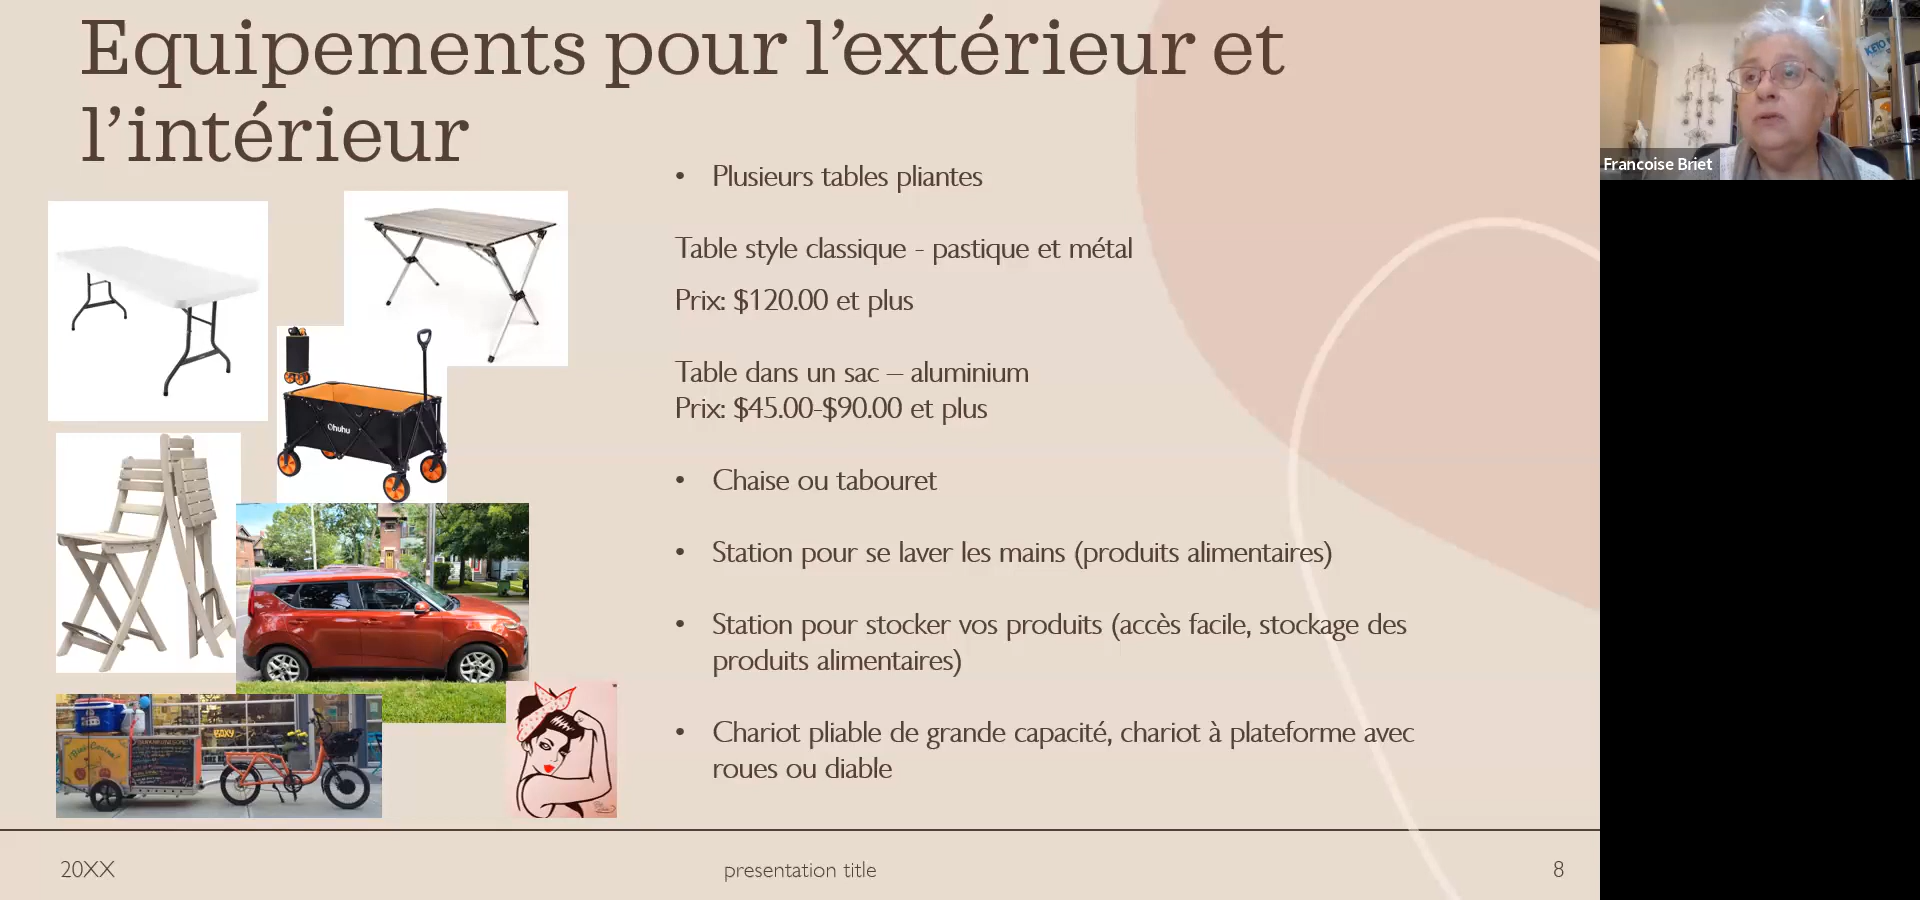 Equipements pour l’extérieur et
l’intérieur
• Plusieurs tables pliantes
Table style classique - pastique et métal
Prix: $120.00 et plus
Table dans un sac – aluminium
Prix: $45.00-$90.00 et plus
• Chaise ou tabouret
• Station pour se laver les mains (produits alimentaires)
• Station pour stocker vos produits (accès facile, stockage des
produits alimentaires)
• Chariot pliable de grande capacité, chariot à plateforme avec
roues ou diable
Ohuhu
BOXY
20XX
presentation title
8
KETO
Francoise Briet